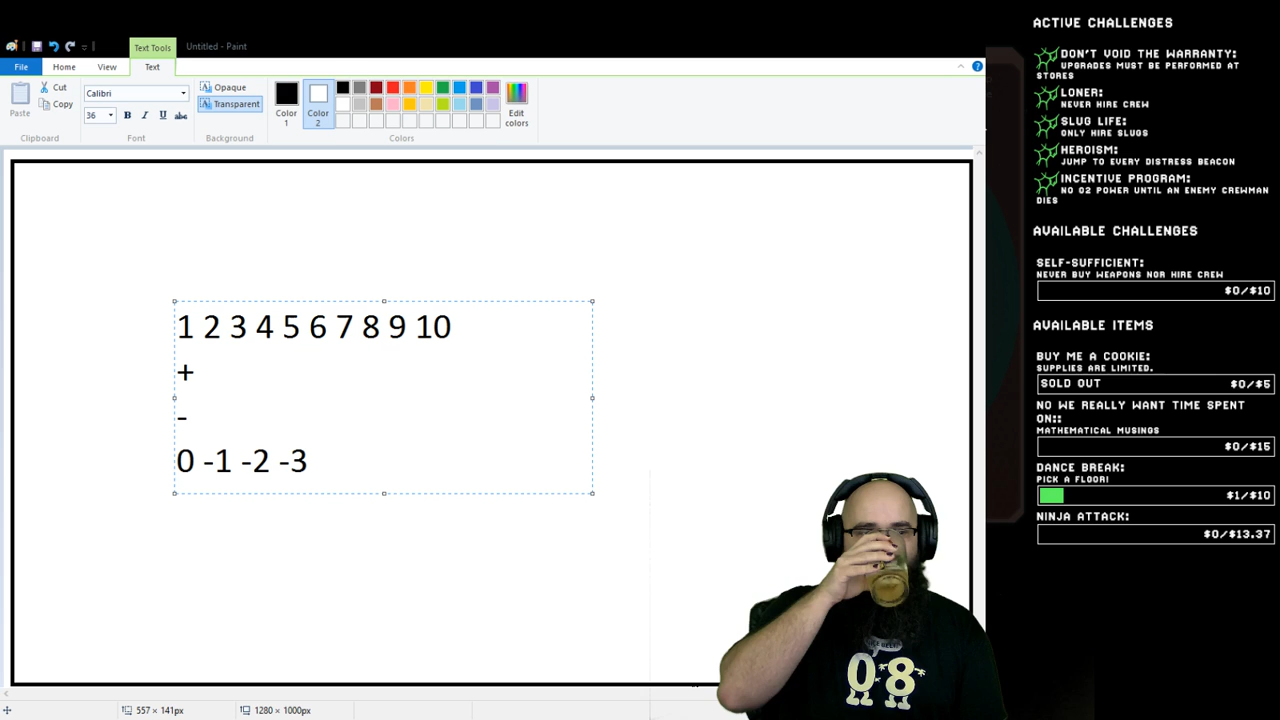 Text Tools
Untitled - Paint
File
Home
View
Text
Paste
Cut
Copy
Clipboard
Calibri
36
B
I
U
abc
Font
Opaque
Transparent
Background
Color
1
Color
2
Edit
colors
Colors
1 2 3 4 5 6 7 8 9 10
+
-
0 -1 -2 -3
557 × 141px
1280 × 1000px
08
ACTIVE CHALLENGES
DON'T VOID THE WARRANTY:
UPGRADES MUST BE PERFORMED AT
STORES
LONER:
NEVER HIRE CREW
SLUG LIFE:
ONLY HIRE SLUGS
HEROISM:
JUMP TO EVERY DISTRESS BEACON
INCENTIVE PROGRAM:
NO O2 POWER UNTIL AN ENEMY CREWMAN
DIES
AVAILABLE CHALLENGES
SELF-SUFFICIENT:
NEVER BUY WEAPONS NOR HIRE CREW
$0/$10
AVAILABLE ITEMS
BUY ME A COOKIE:
SUPPLIES ARE LIMITED.
SOLD OUT $0/$5
NO WE REALLY WANT TIME SPENT
ON::
MATHEMATICAL MUSINGS
$0/$15
DANCE BREAK:
PICK A FLOOR!
$1/$10
NINJA ATTACK:
$0/$13.37